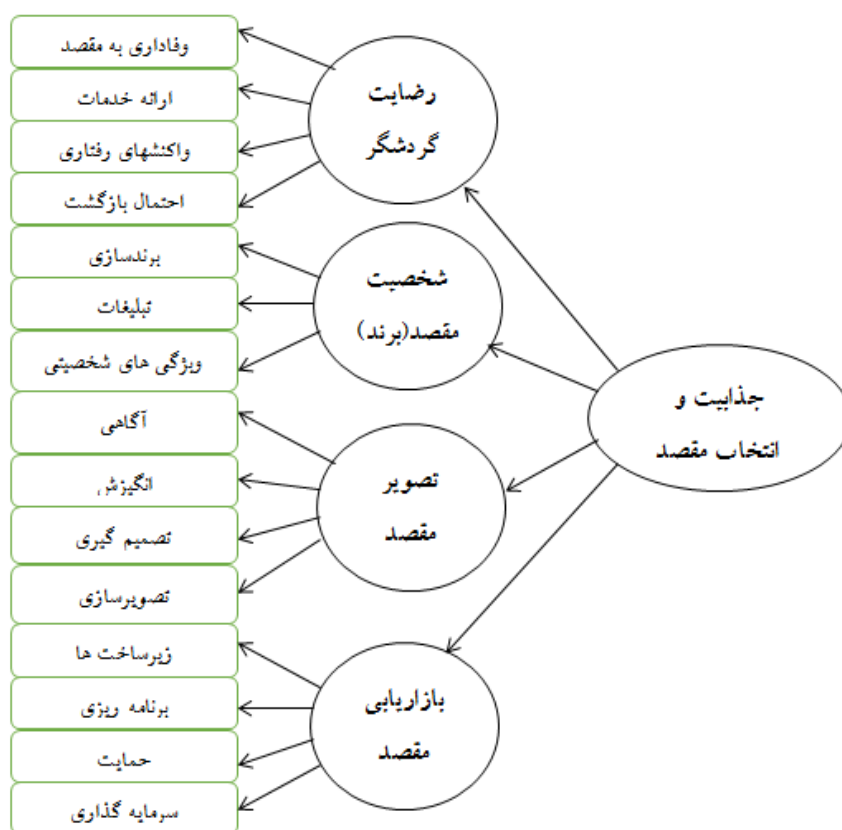 جذابیت و
انتخاب مقصد
رضایت
گردشگر
وفاداری به مقصد
ارائه خدمات
واکنشهای رفتاری
احتمال بازگشت
شخصیت
مقصد(برند)
برندسازی
تبلیغات
ویژگی های شخصیتی
تصویر
مقصد
آگاهی
انگیزش
تصمیم گیری
تصویرسازی
بازاریابی
مقصد
زیرساخت ها
برنامه ریزی
حمایت
سرمایه گذاری